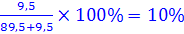 9,5/(89,5+9,5) × 100% = 10%